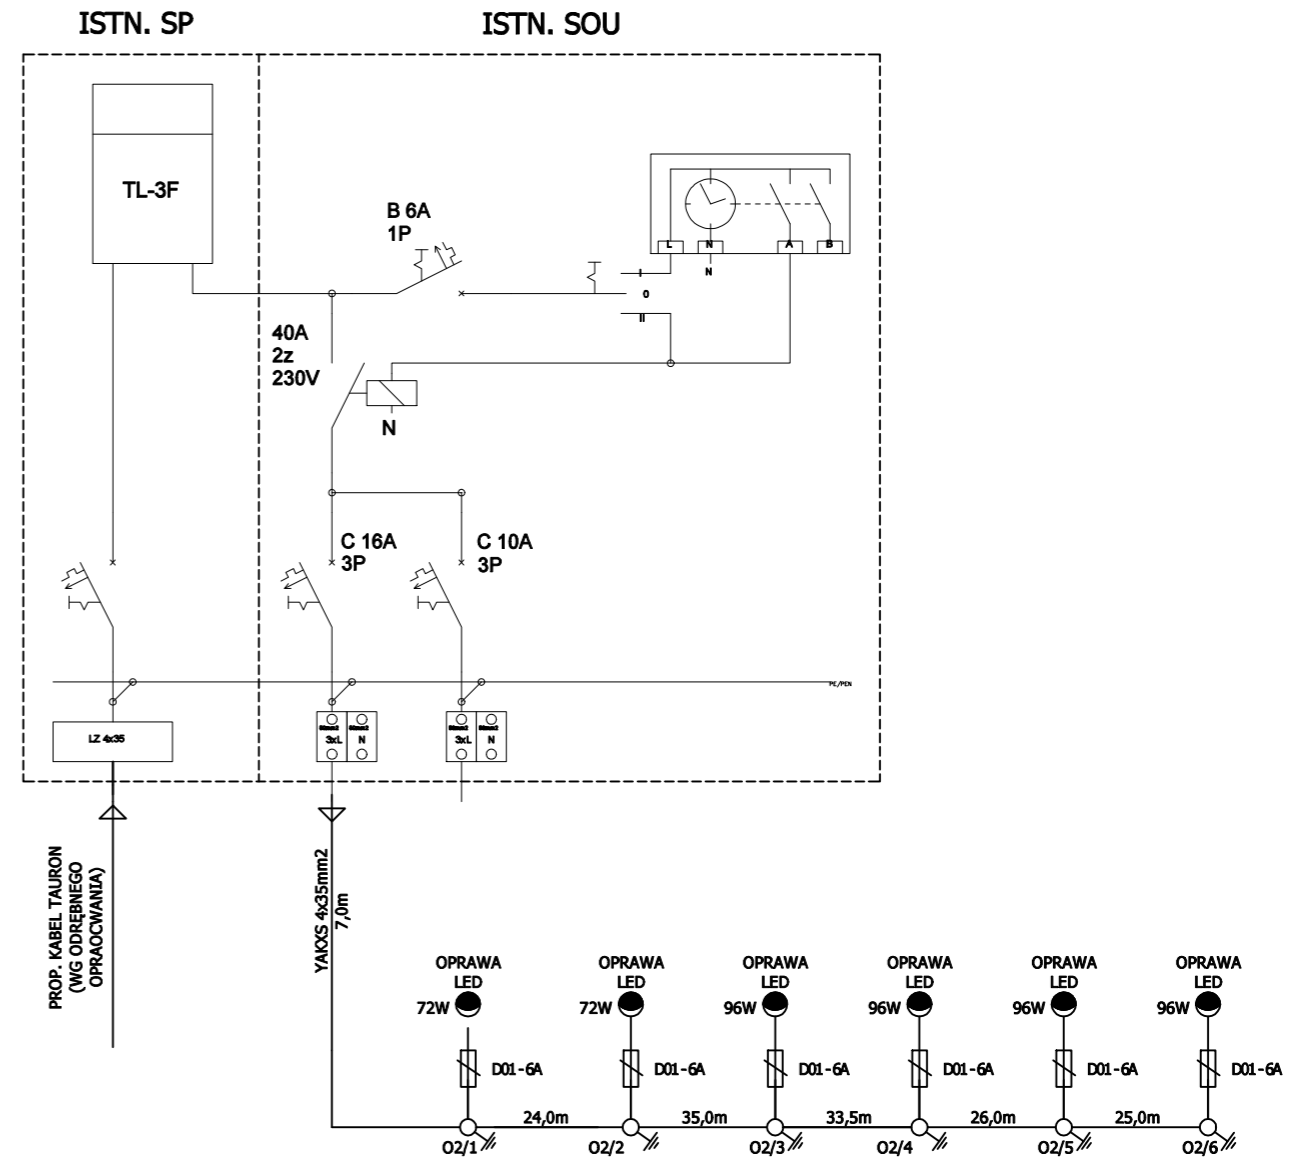 ISTN. SP
ISTN. SOU
TL-3F
B 6A
1P
L
N
A
B
N
I
0
II
40A
2z
230V
N
C 16A
3P
C 10A
3P
PE/PEN
LZ 4x35
3xL
N
3xL
N
PROP. KABEL TAURON
(WG ODRĘBNEGO
OPRAOCWANIA)
YAKXS 4x35mm2
7,0m
OPRAWA
LED
72W
OPRAWA
LED
72W
OPRAWA
LED
96W
OPRAWA
LED
96W
OPRAWA
LED
96W
OPRAWA
LED
96W
D01-6A
D01-6A
D01-6A
D01-6A
D01-6A
D01-6A
24,0m
35,0m
33,5m
26,0m
25,0m
O2/1
O2/2
O2/3
O2/4
O2/5
O2/6